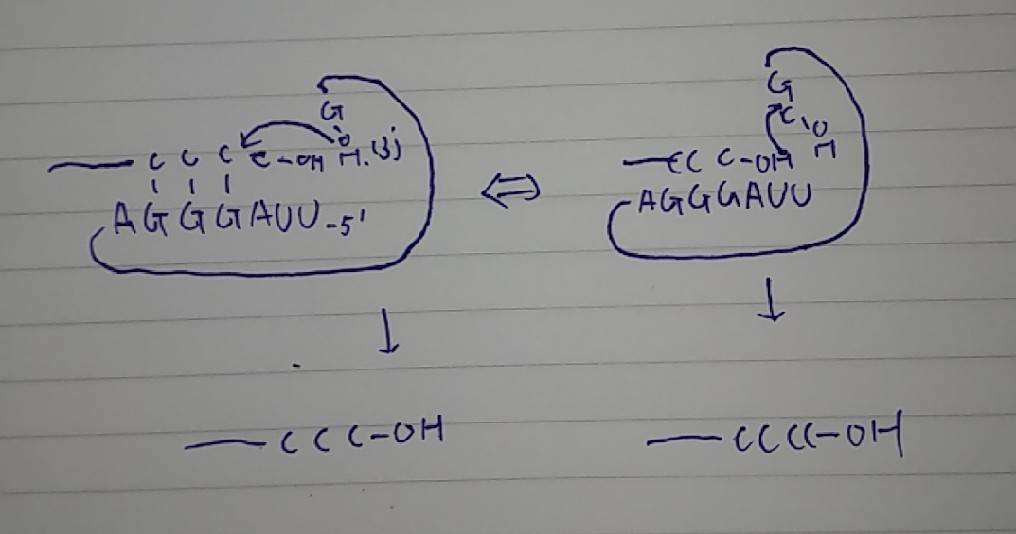 G
G
C O
C C C C-OH H.(3')
H
CC C-OH
AGGGAUU-5'
AGGGAUU
CCC-OH
CCCC-OH